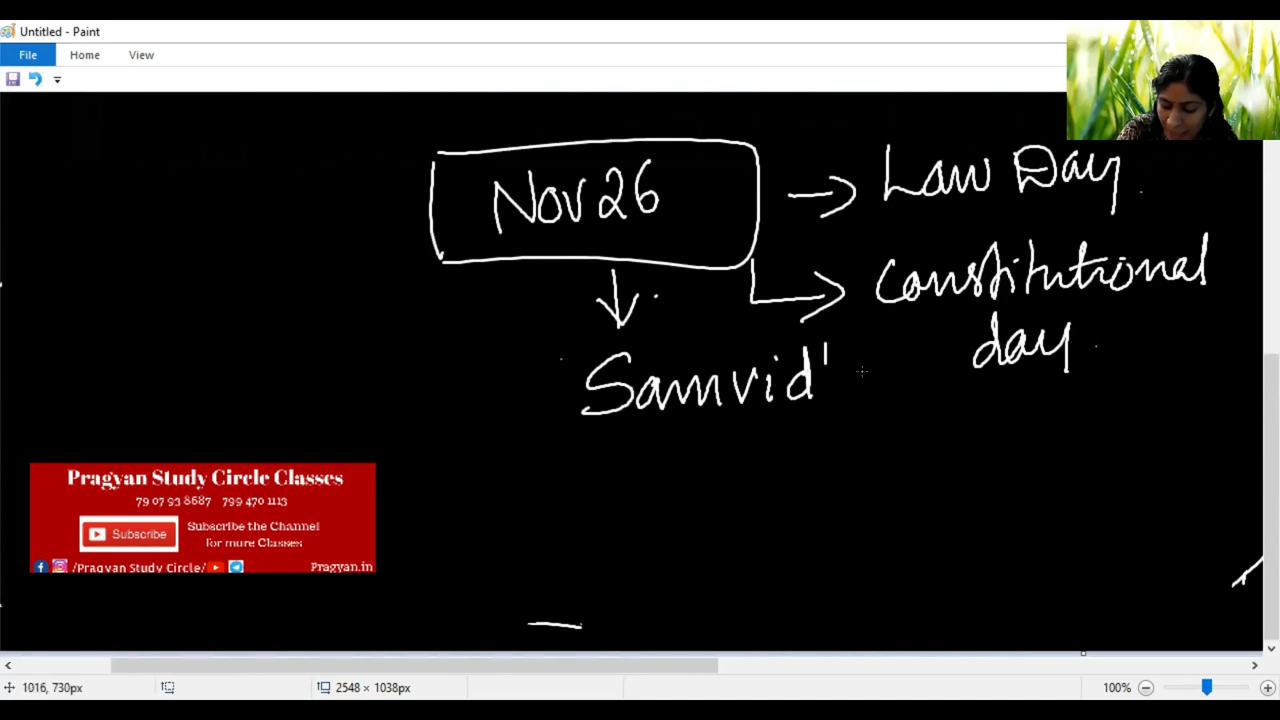 Untitled - Paint
File Home View
Nov 26 → Law Day
Constitutional
day
Samvid'
Pragyan Study Circle Classes
79 07 93 8687 799 470 1113
Subscribe
Subscribe the Channel
for more Classes
/Pragyan Study Circle/
Pragyan.in
1016, 730px
2548 × 1038px
100%